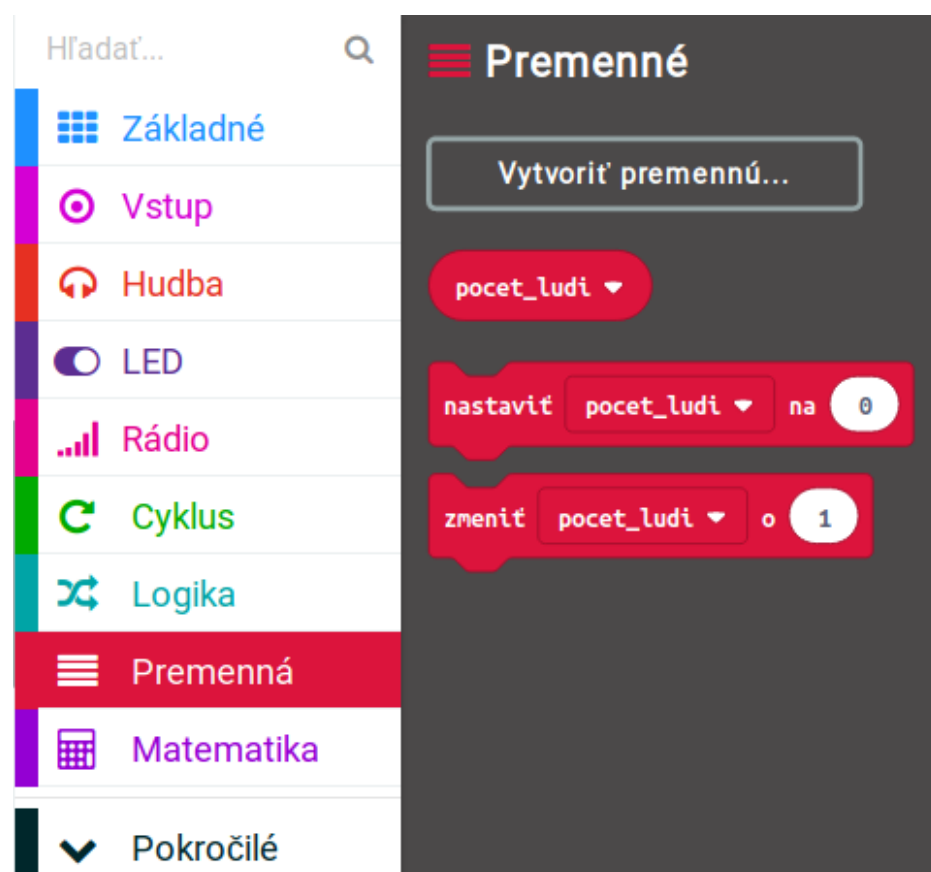 Hľadať...
Základné
Vstup
Hudba
LED
Rádio
Cyklus
Logika
Premenná
Matematika
Pokročilé
Premenné
Vytvoriť premennú...
pocet_ludi
nastaviť pocet_ludi na 0
zmeniť pocet_ludi o 1